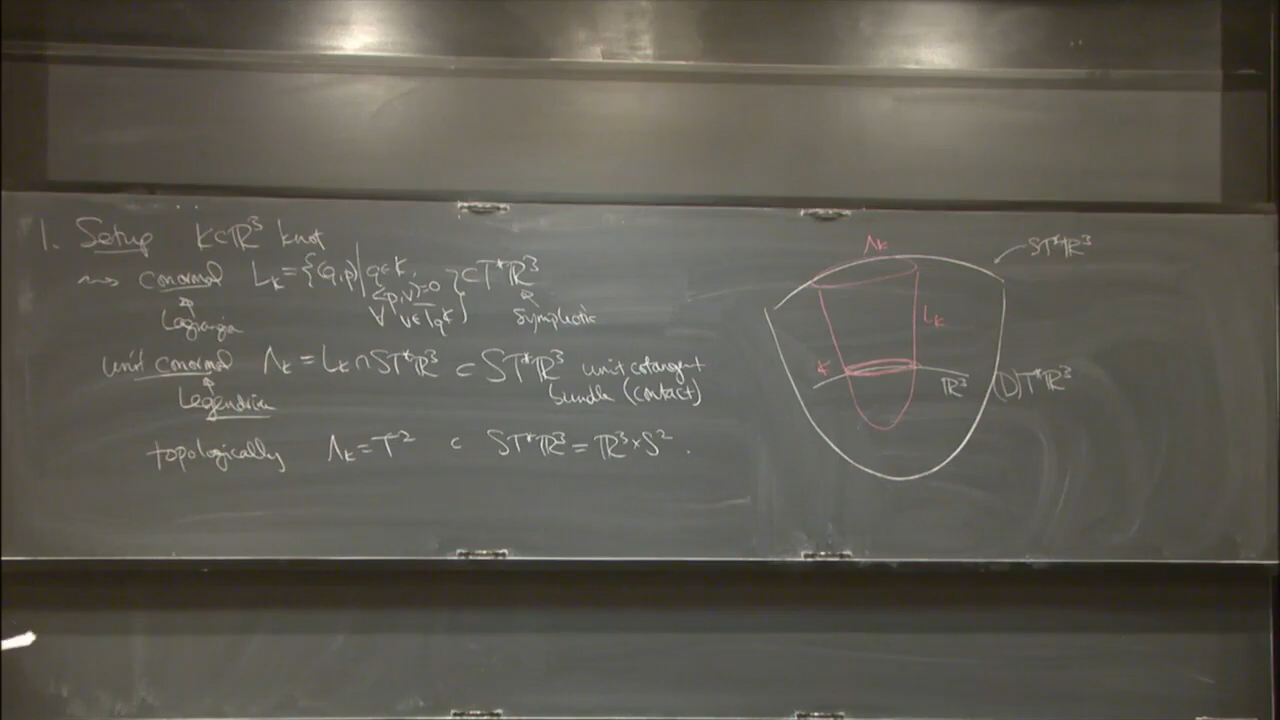 1. Setup K⊂ℝ³ knot
⇝ conormal L_K = {(q,p) | q∈K, ⟨p,v⟩=0 ∀ v∈T_qK} ⊂ T*ℝ³
Lagrangian symplectic
unit conormal Λ_K = L_K ∩ ST*ℝ³ ⊂ ST*ℝ³ unit cotangent
bundle (contact)
Legendrian
topologically Λ_K = T² ⊂ ST*ℝ³ = ℝ³×S².
Λ_K
ST*ℝ³
L_K
K
ℝ³
(D)T*ℝ³